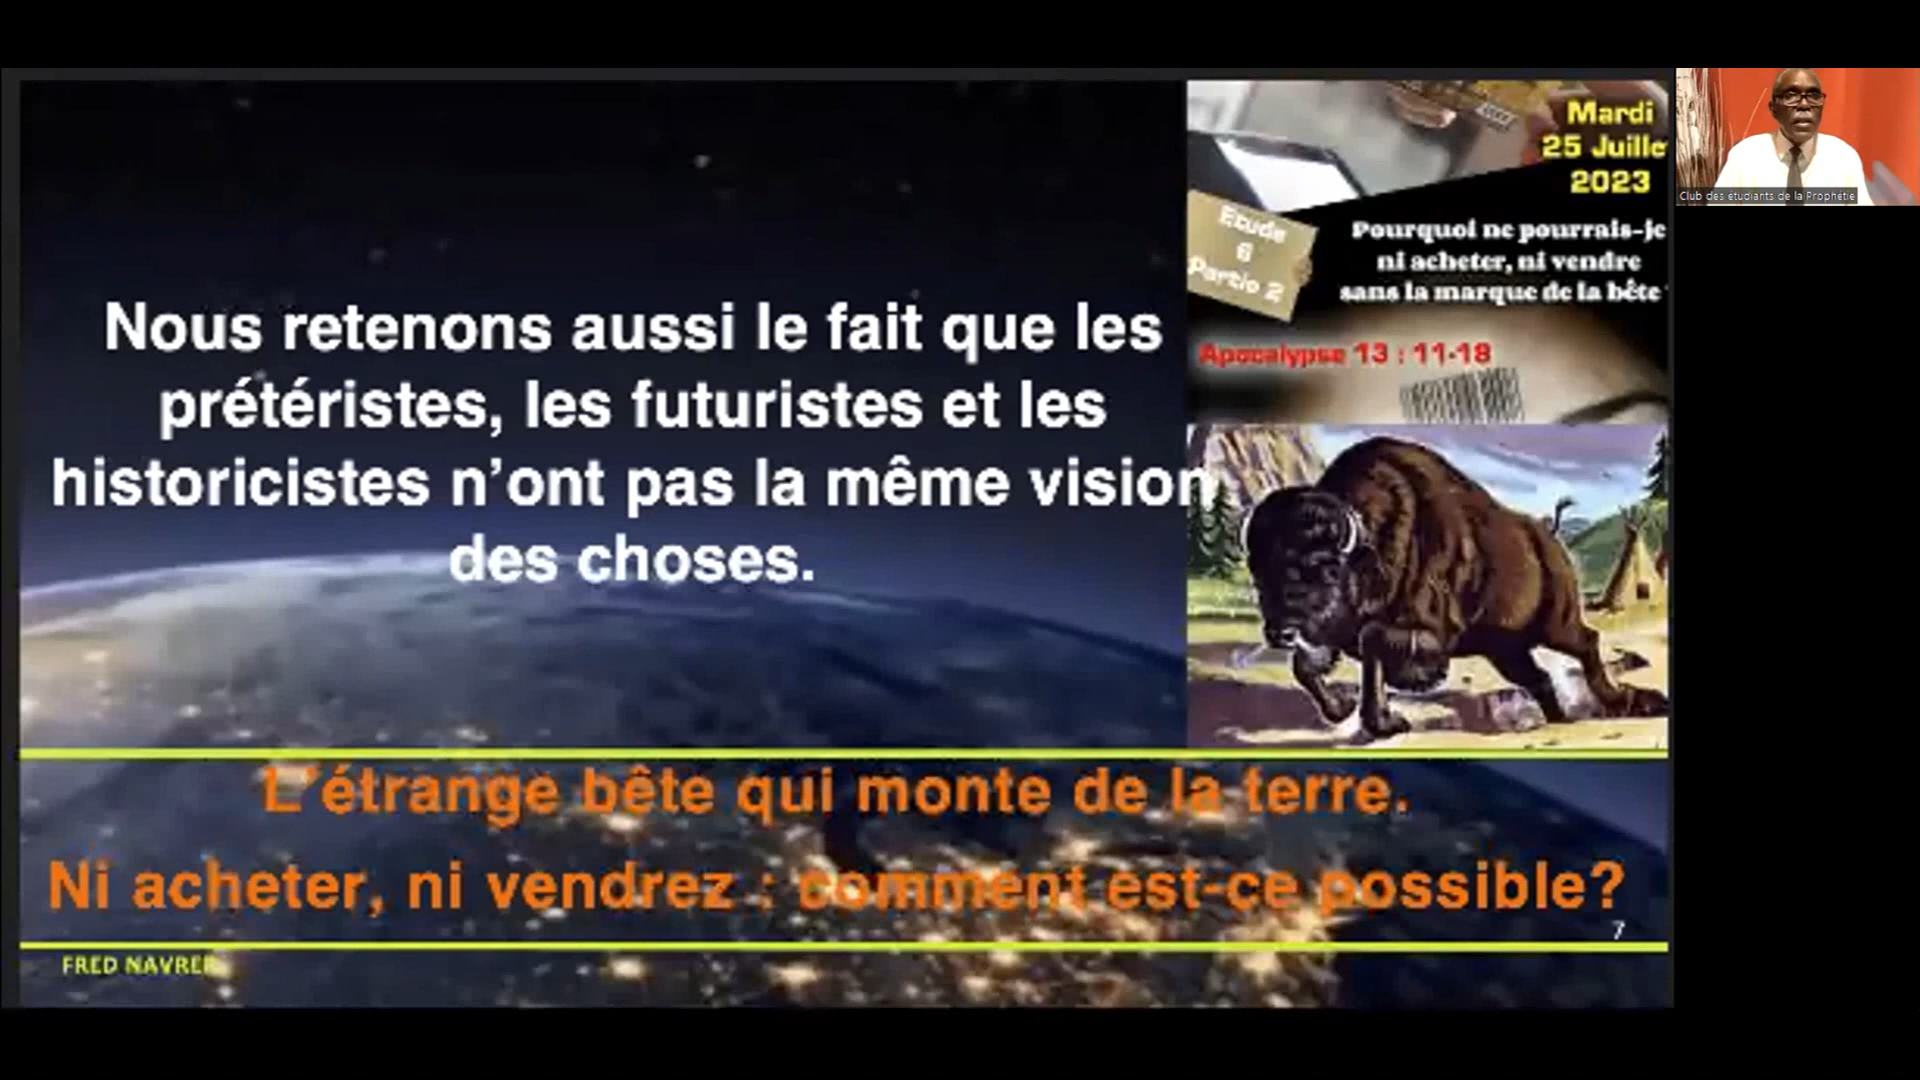 Nous retenons aussi le fait que les
prétéristes, les futuristes et les
historicistes n'ont pas la même vision
des choses.
Mardi
25 Juille
2023
Etude
6
Partie 2
Pourquoi ne pourrais-je
ni acheter, ni vendre
sans la marque de la bête
Apocalypse 13 : 11-18
L'étrange bête qui monte de la terre.
Ni acheter, ni vendrez : comment est-ce possible?
7
FRED NAVRER
Club des étudiants de la Prophétie